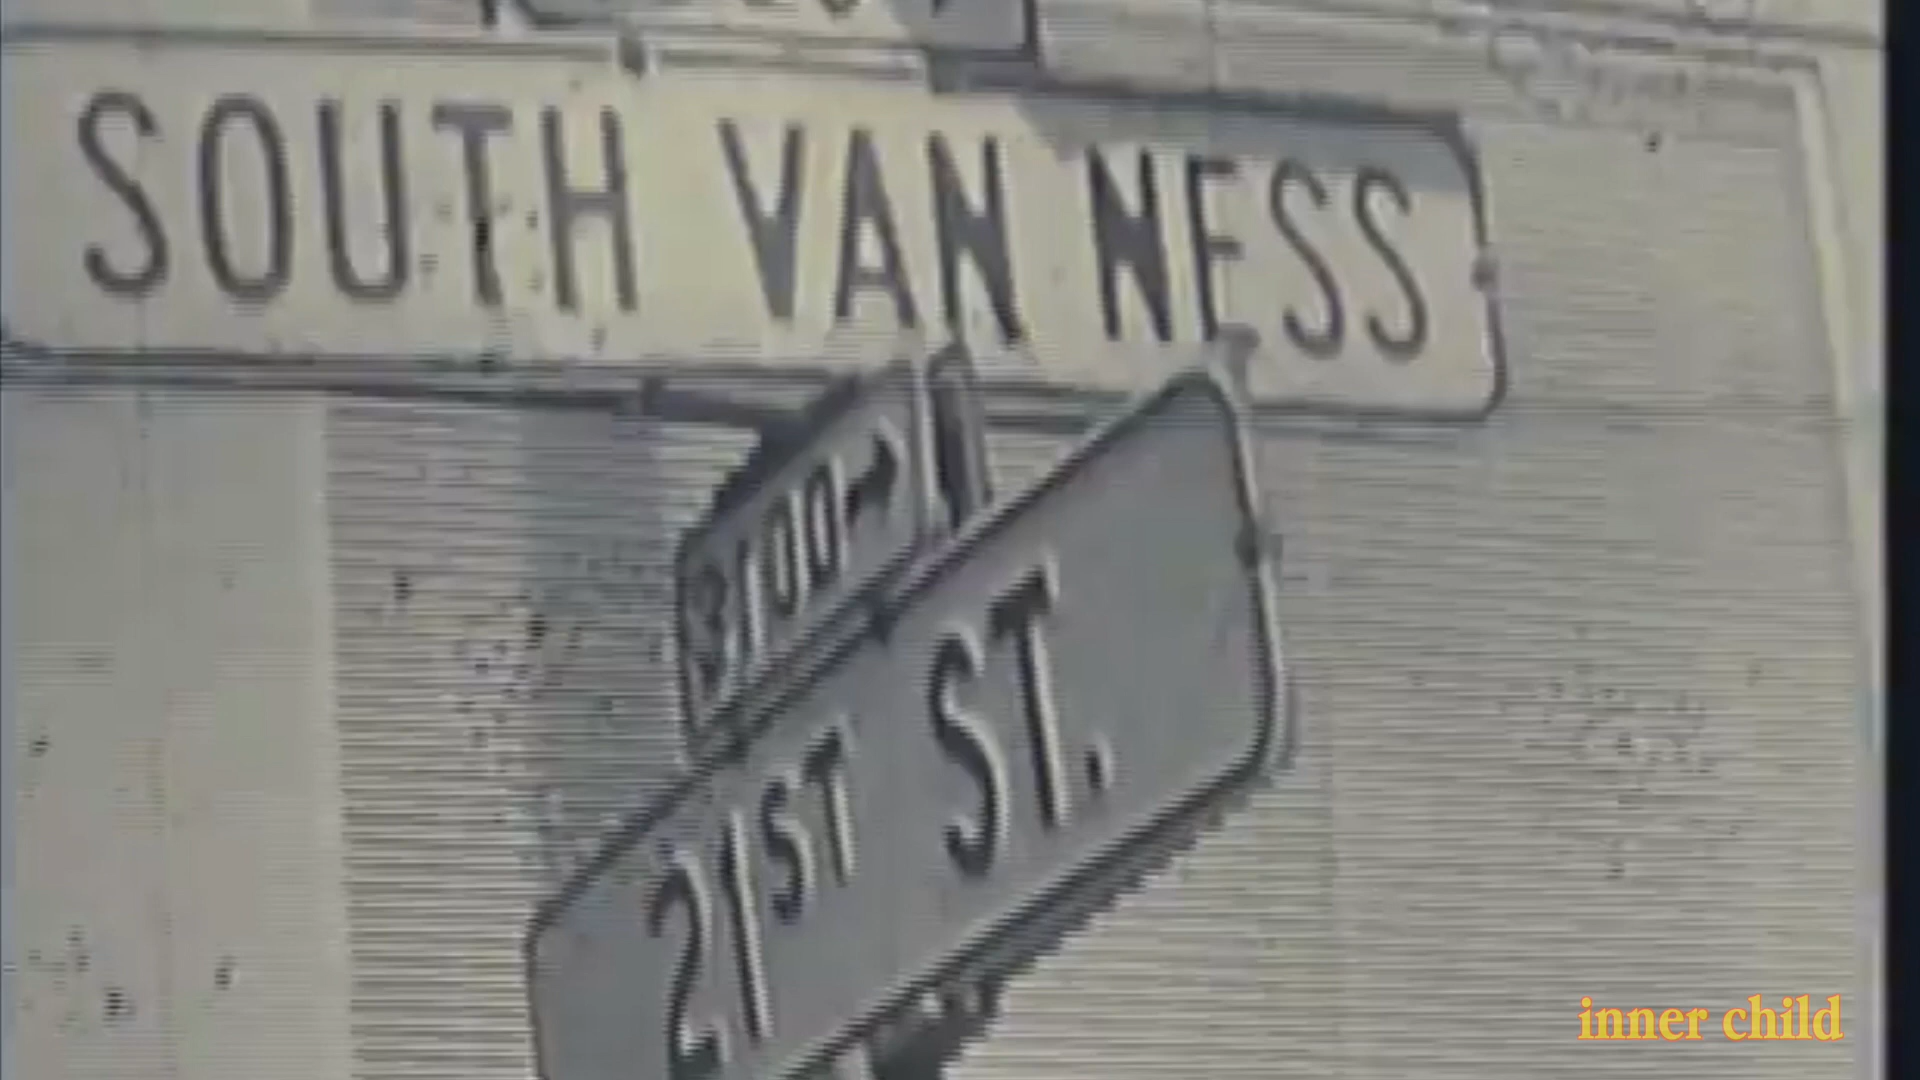 SOUTH VAN NESS
3100→
21ST ST.
inner child